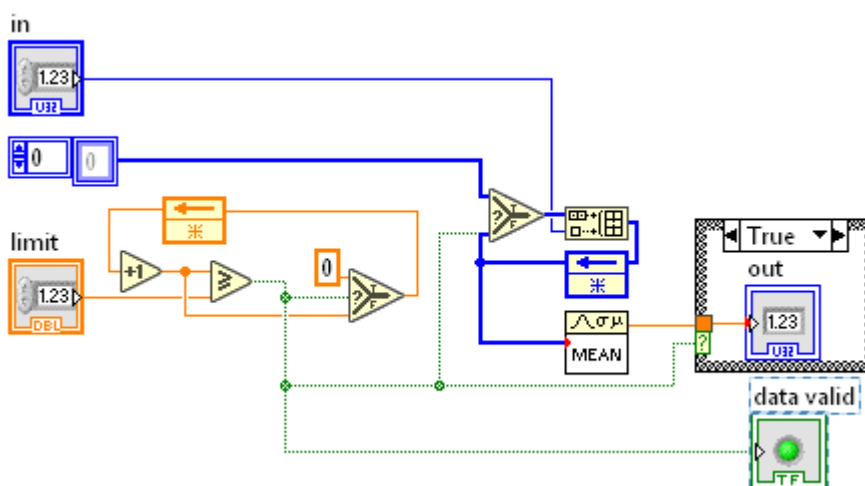 in
1.23
U32
0
0
limit
1.23
DBL
+1
≥
0
?
T
F
?
T
F
σμ
MEAN
True
out
1.23
U32
?
data valid
TF